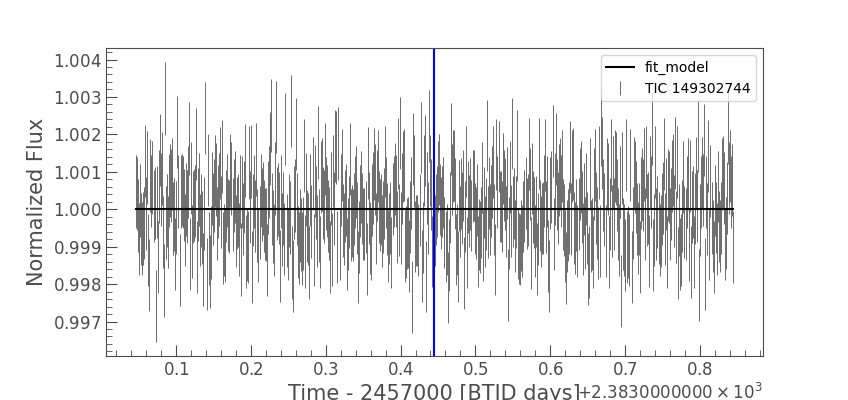 fit_model
TIC 149302744
Normalized Flux
1.004
1.003
1.002
1.001
1.000
0.999
0.998
0.997
0.1 0.2 0.3 0.4 0.5 0.6 0.7 0.8
Time - 2457000 [BTJD days]
+2.3830000000 × 10³